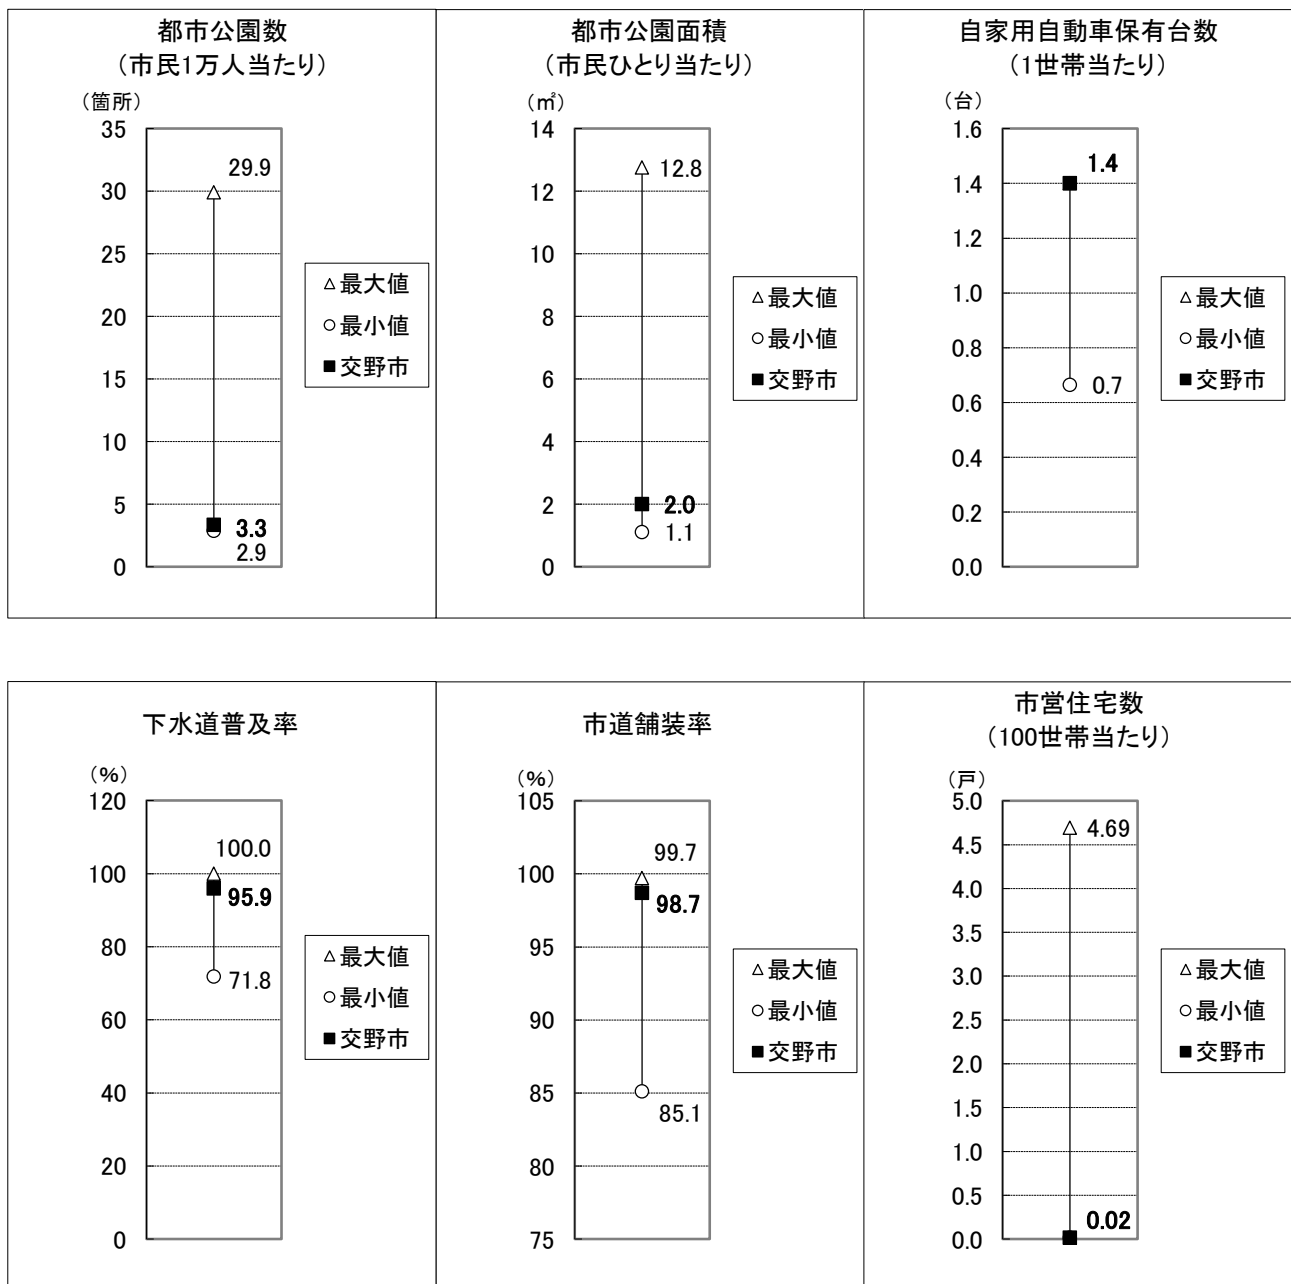 都市公園数
（市民1万人当たり）
（箇所）
35
30
25
20
15
10
5
0
29.9
3.3
2.9
△最大値
○最小値
■交野市
都市公園面積
（市民ひとり当たり）
（㎡）
14
12
10
8
6
4
2
0
12.8
2.0
1.1
△最大値
○最小値
■交野市
自家用自動車保有台数
（1世帯当たり）
（台）
1.6
1.4
1.2
1.0
0.8
0.6
0.4
0.2
0.0
1.4
0.7
△最大値
○最小値
■交野市
下水道普及率
（%）
120
100
80
60
40
20
0
100.0
95.9
71.8
△最大値
○最小値
■交野市
市道舗装率
（%）
105
100
95
90
85
80
75
99.7
98.7
85.1
△最大値
○最小値
■交野市
市営住宅数
（100世帯当たり）
（戸）
5.0
4.5
4.0
3.5
3.0
2.5
2.0
1.5
1.0
0.5
0.0
4.69
0.02
△最大値
○最小値
■交野市